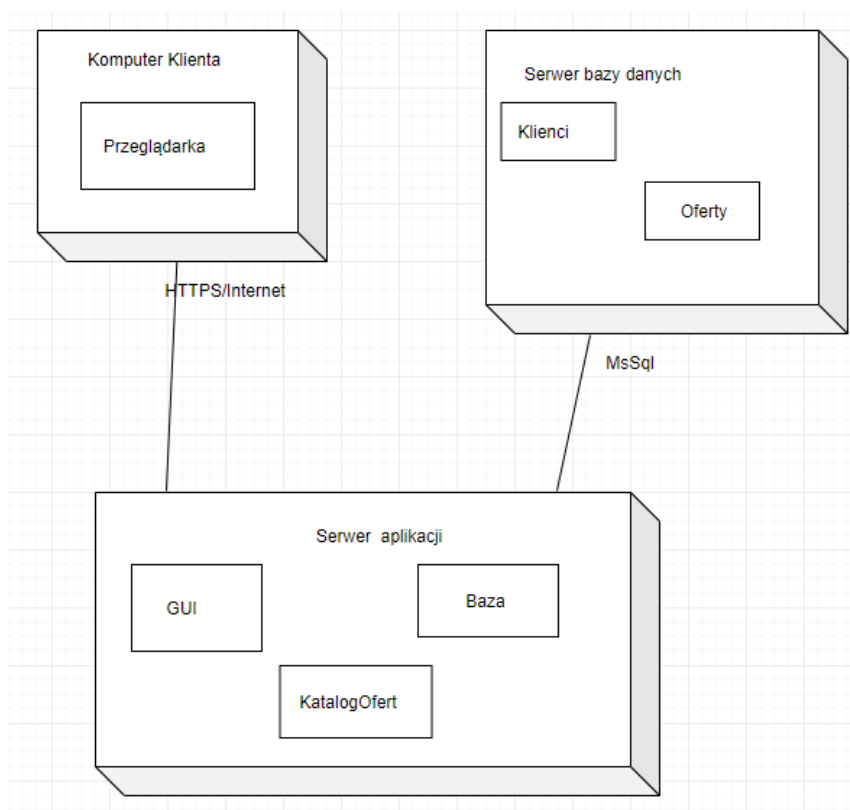 Komputer Klienta
Przeglądarka
Serwer bazy danych
Klienci
Oferty
HTTPS/Internet
MsSql
Serwer aplikacji
GUI
Baza
KatalogOfert